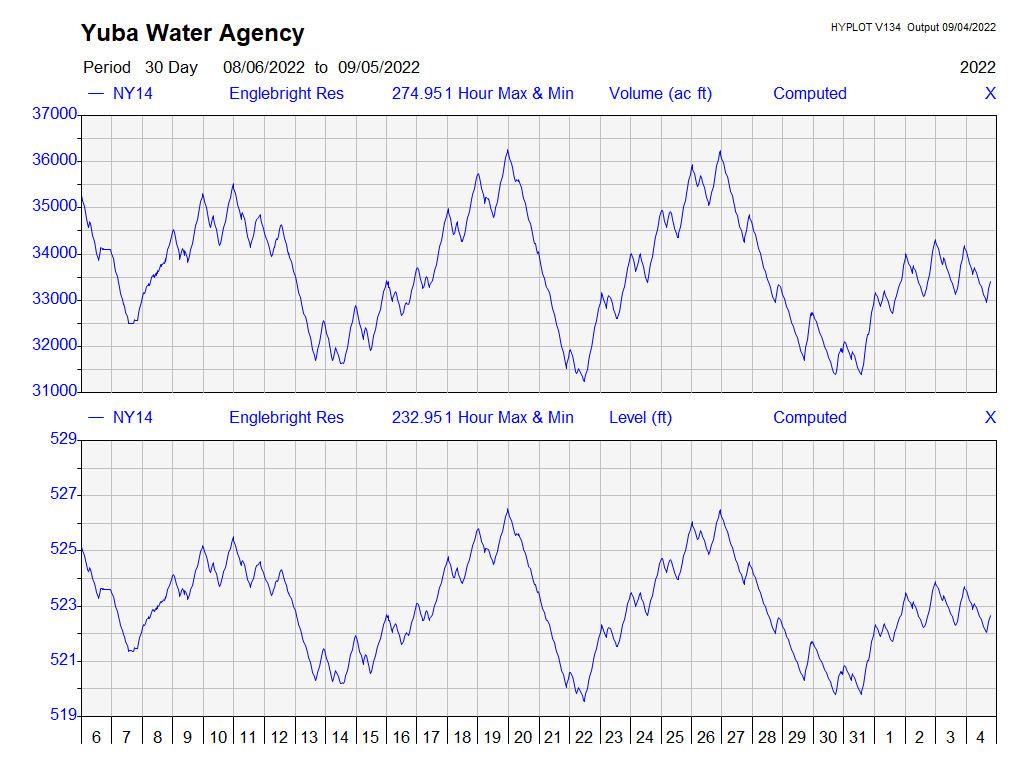 Yuba Water Agency
HYPLOT V134 Output 09/04/2022
Period 30 Day 08/06/2022 to 09/05/2022 2022
NY14 Englebright Res 274.951 Hour Max & Min Volume (ac ft) Computed X
37000
36000
35000
34000
33000
32000
31000
NY14 Englebright Res 232.951 Hour Max & Min Level (ft) Computed X
529
527
525
523
521
519
6 7 8 9 10 11 12 13 14 15 16 17 18 19 20 21 22 23 24 25 26 27 28 29 30 31 1 2 3 4